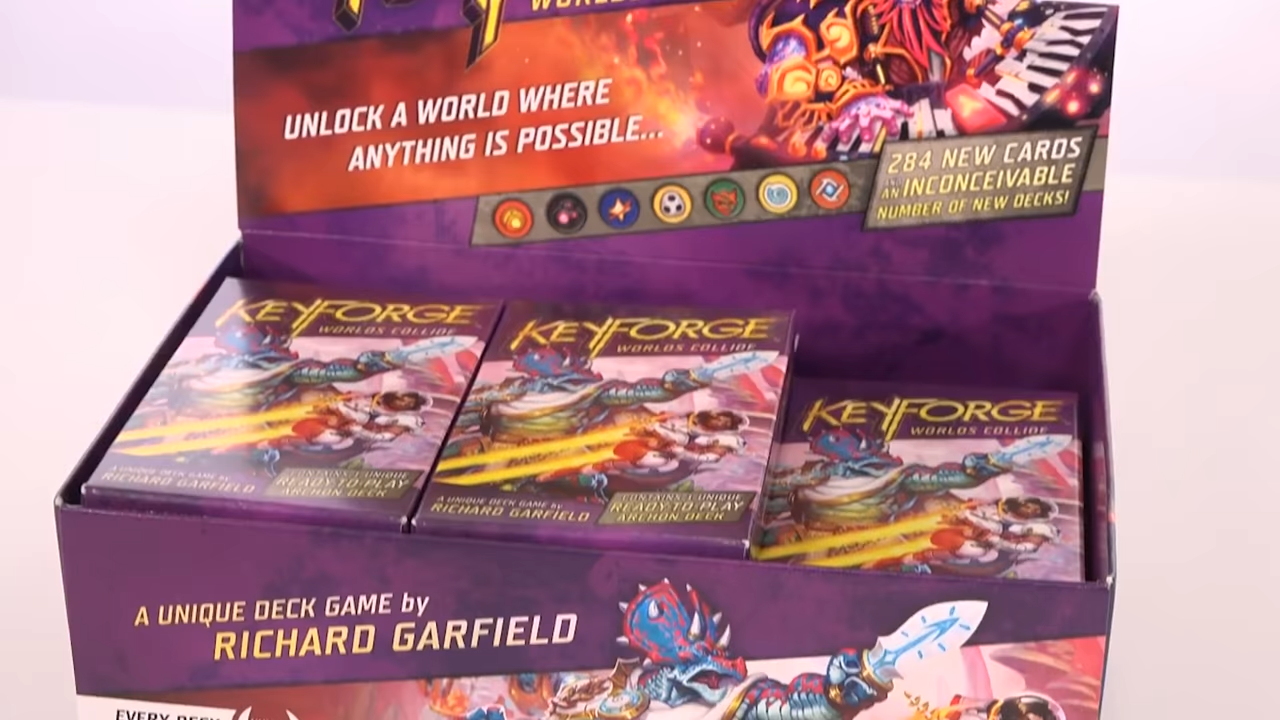 KEYFORGE
WORLDS
UNLOCK A WORLD WHERE
ANYTHING IS POSSIBLE...
284 NEW CARDS
AND AN INCONCEIVABLE
NUMBER OF NEW DECKS!
KEYFORGE
WORLDS COLLIDE
A UNIQUE DECK GAME by
RICHARD GARFIELD
CONTAINS 1 UNIQUE
READY-TO-PLAY
ARCHON DECK
KEYFORGE
WORLDS COLLIDE
A UNIQUE DECK GAME by
RICHARD GARFIELD
CONTAINS 1 UNIQUE
READY-TO-PLAY
ARCHON DECK
KEYFORGE
WORLDS COLLIDE
A UNIQUE DECK GAME by
RICHARD GARFIELD
EVERY DECK